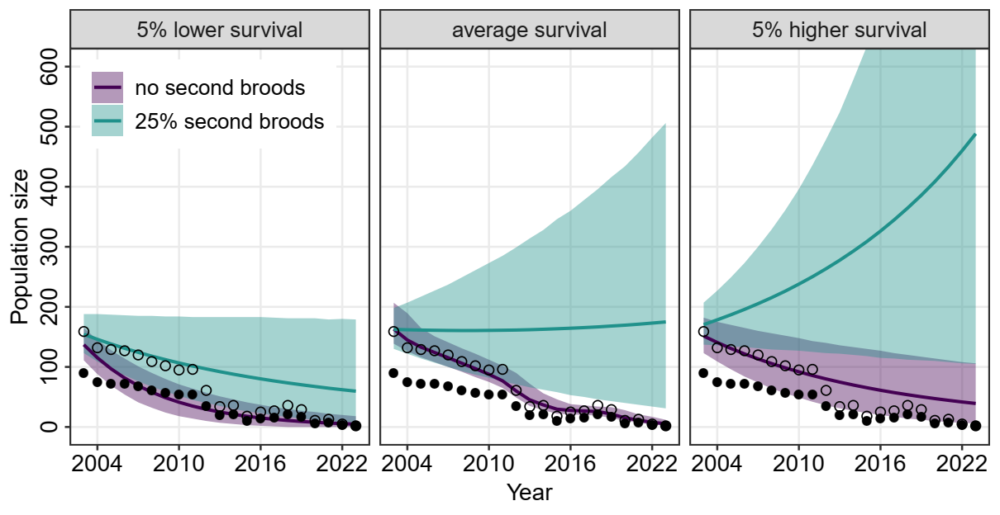 5% lower survival
average survival
5% higher survival
no second broods
25% second broods
Population size
600
500
400
300
200
100
0
2004 2010 2016 2022
2004 2010 2016 2022
2004 2010 2016 2022
Year